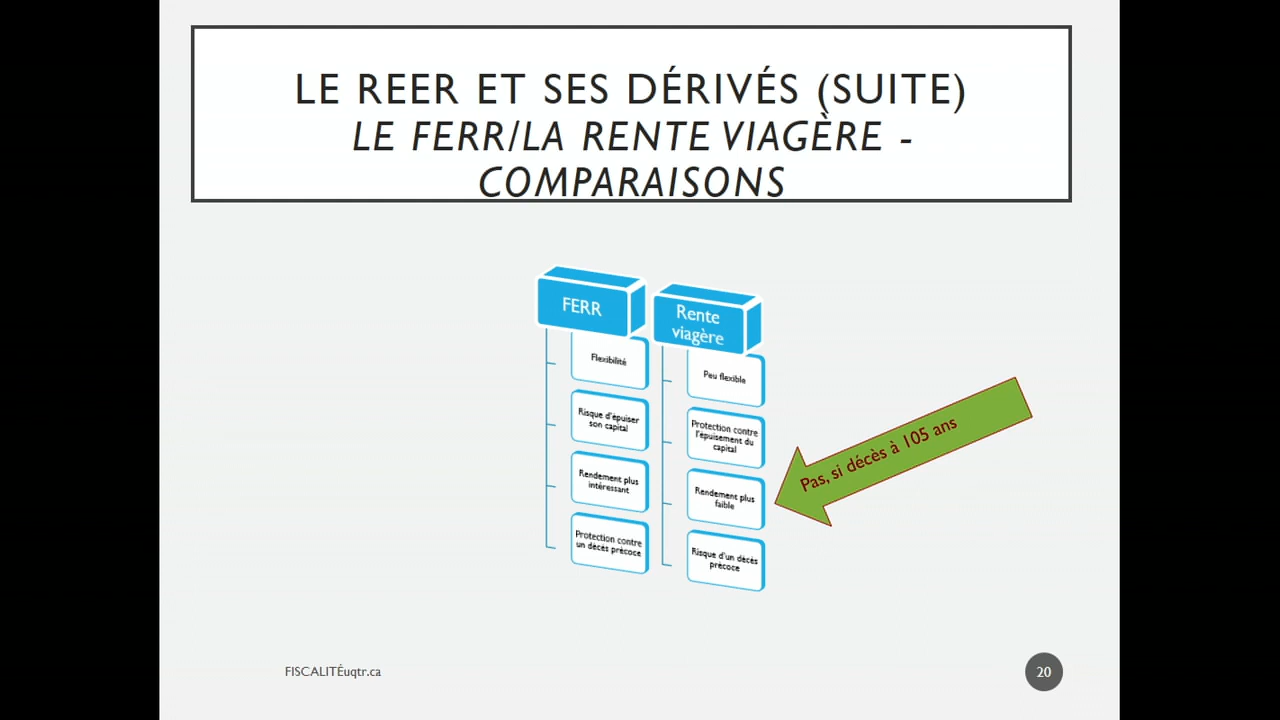 LE REER ET SES DÉRIVÉS (SUITE)
LE FERR/LA RENTE VIAGÈRE -
COMPARAISONS
FERR
Flexibilité
Risque d'épuiser
son capital
Rendement plus
intéressant
Protection contre
un décès précoce
Rente
viagère
Peu flexible
Protection contre
l'épuisement du
capital
Rendement plus
faible
Risque d'un décès
précoce
Pas, si décès à 105 ans
FISCALITÉuqtr.ca
20